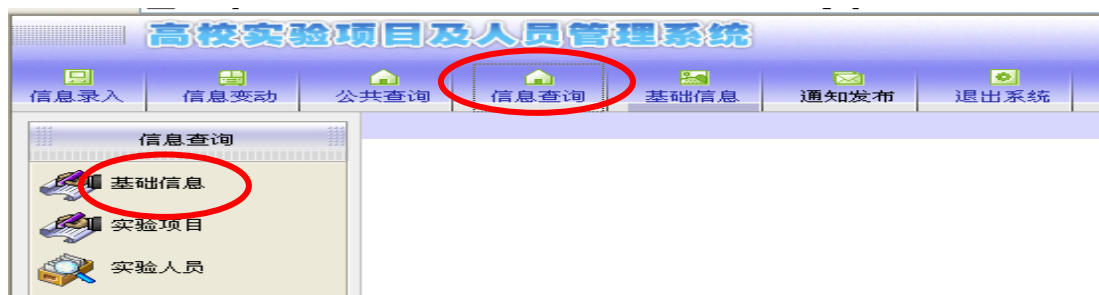 高校实验项目及人员管理系统
信息录入 信息变动 公共查询 信息查询 基础信息 通知发布 退出系统
信息查询
基础信息
实验项目
实验人员